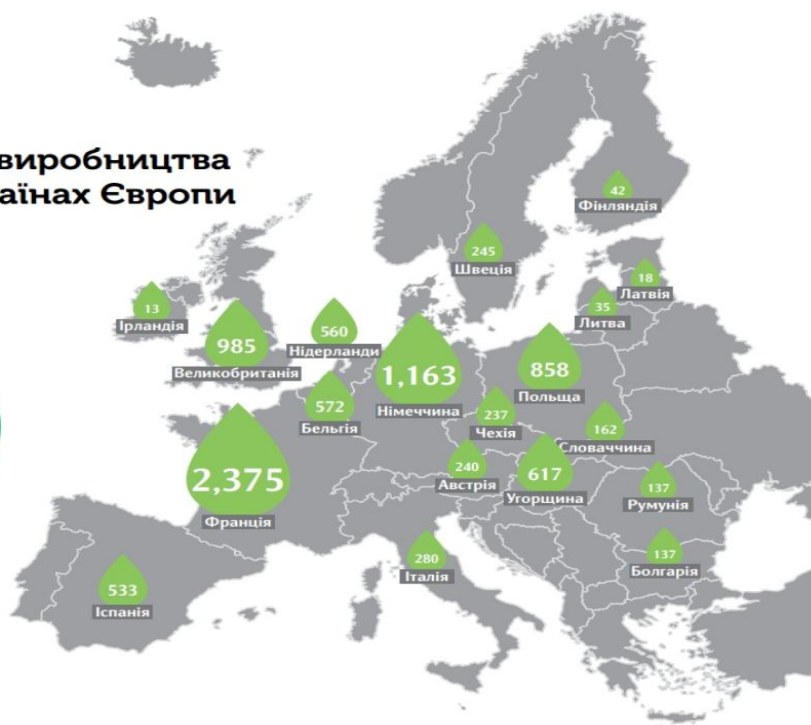 виробництва
аїнах Європи
42
Фінляндія
245
Швеція
18
Латвія
35
Литва
13
Ірландія
985
Великобританія
560
Нідерланди
1,163
Німеччина
858
Польща
572
Бельгія
237
Чехія
162
Словаччина
2,375
Франція
240
Австрія
617
Угорщина
137
Румунія
137
Болгарія
280
Італія
533
Іспанія